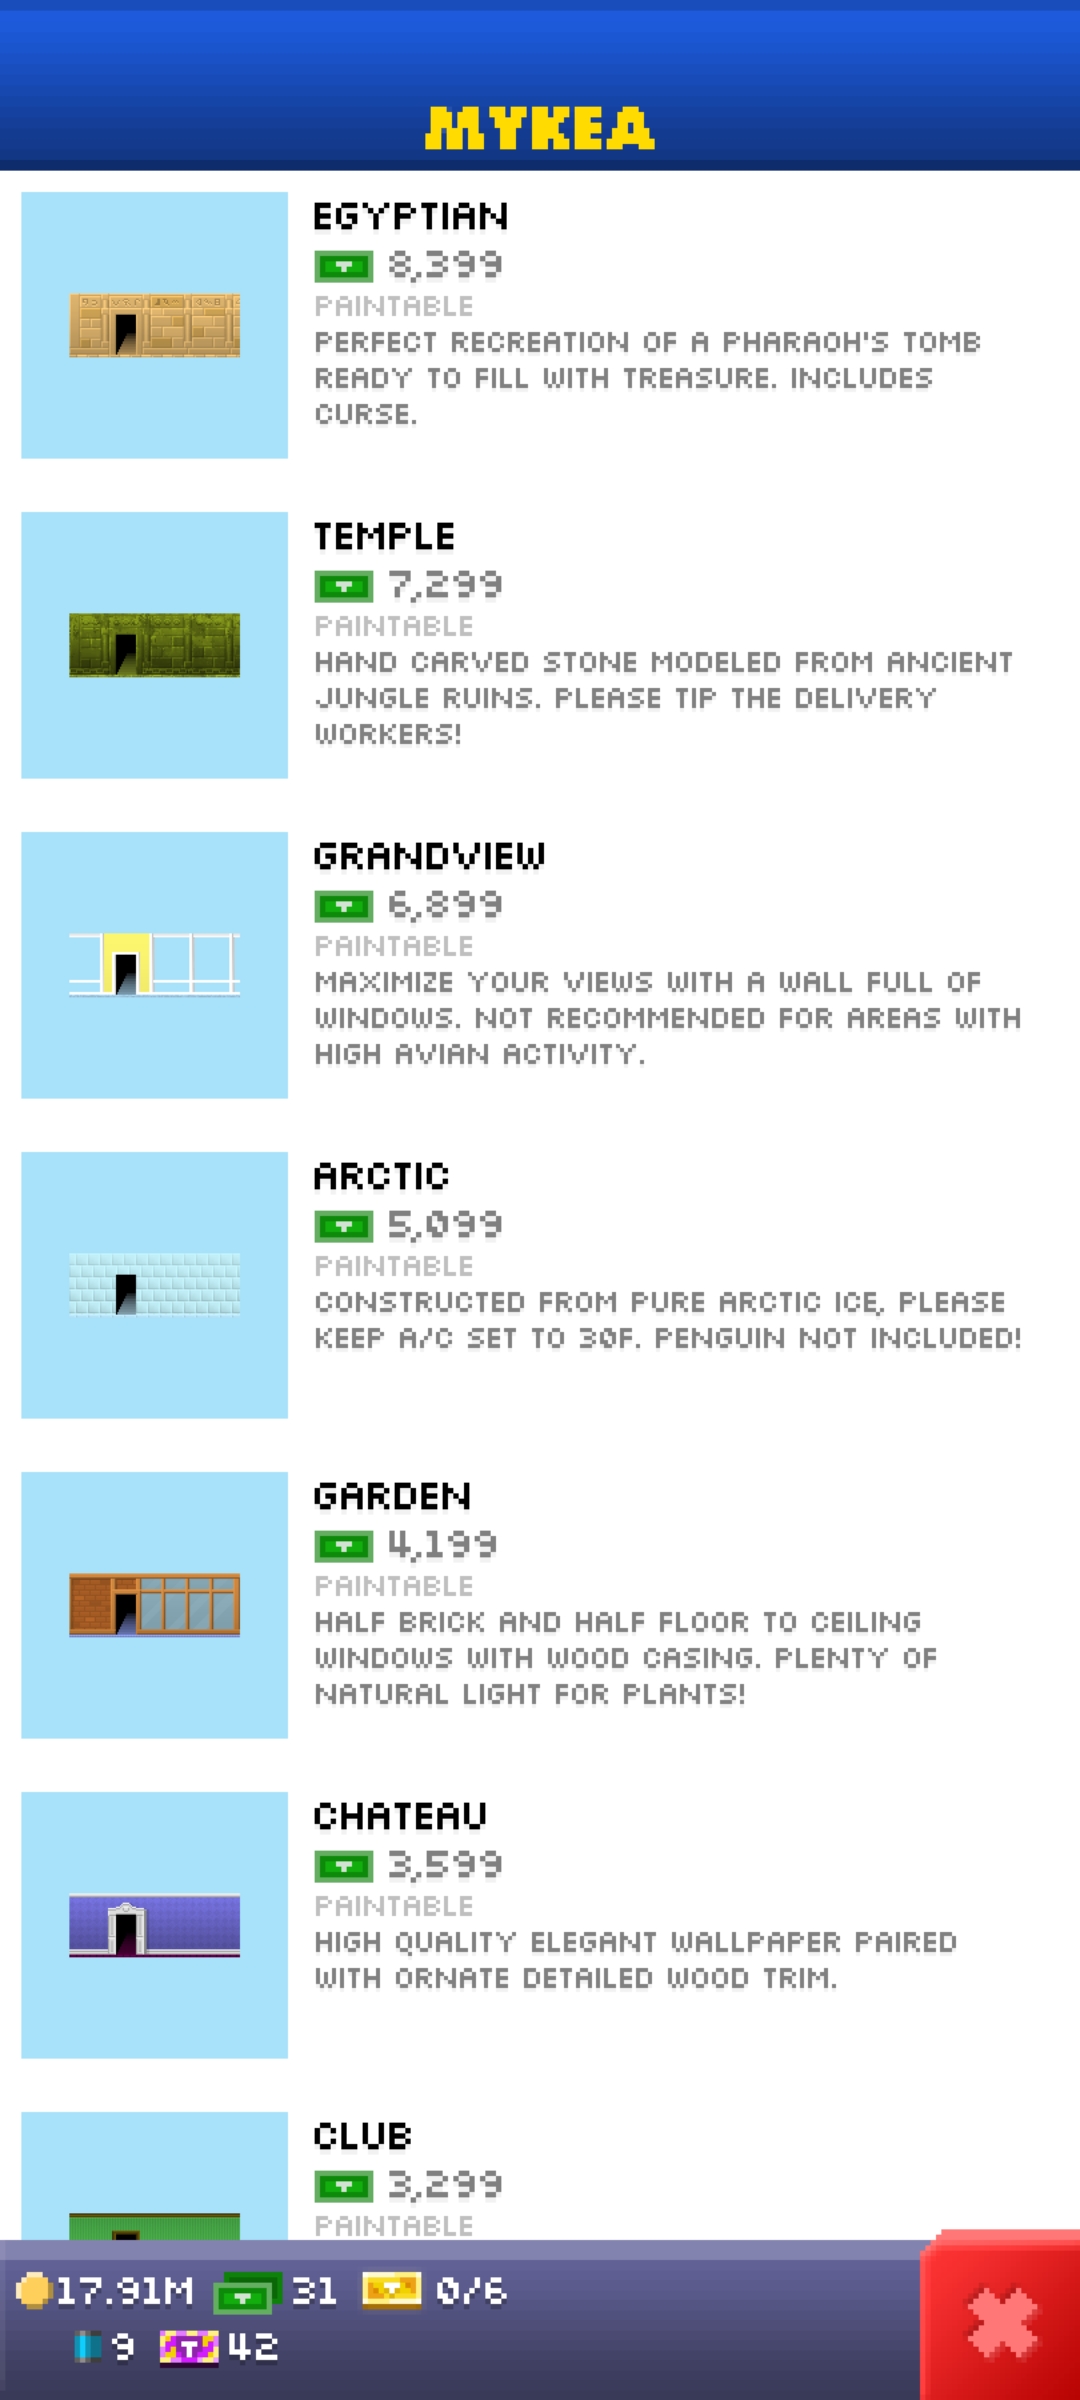 MYKEA
EGYPTIAN
8,399
PAINTABLE
PERFECT RECREATION OF A PHARAOH'S TOMB
READY TO FILL WITH TREASURE. INCLUDES
CURSE.
TEMPLE
7,299
PAINTABLE
HAND CARVED STONE MODELED FROM ANCIENT
JUNGLE RUINS. PLEASE TIP THE DELIVERY
WORKERS!
GRANDVIEW
6,899
PAINTABLE
MAXIMIZE YOUR VIEWS WITH A WALL FULL OF
WINDOWS. NOT RECOMMENDED FOR AREAS WITH
HIGH AVIAN ACTIVITY.
ARCTIC
5,099
PAINTABLE
CONSTRUCTED FROM PURE ARCTIC ICE, PLEASE
KEEP A/C SET TO 30F. PENGUIN NOT INCLUDED!
GARDEN
4,199
PAINTABLE
HALF BRICK AND HALF FLOOR TO CEILING
WINDOWS WITH WOOD CASING. PLENTY OF
NATURAL LIGHT FOR PLANTS!
CHATEAU
3,599
PAINTABLE
HIGH QUALITY ELEGANT WALLPAPER PAIRED
WITH ORNATE DETAILED WOOD TRIM.
CLUB
3,299
PAINTABLE
17.91M 31 0/6
9 42